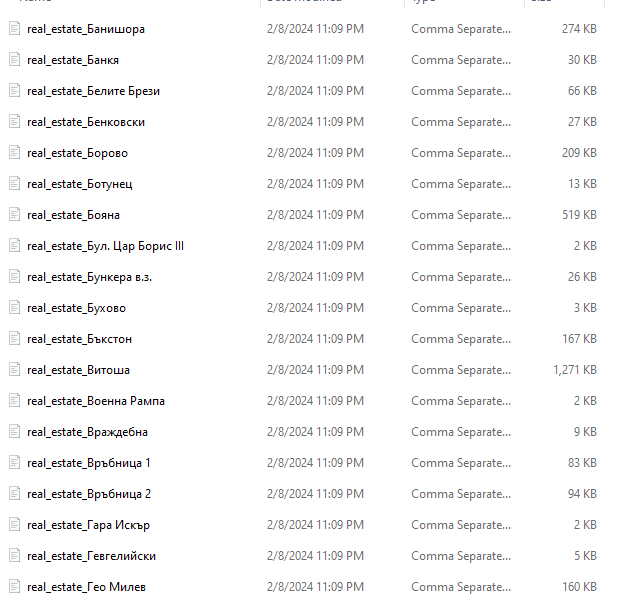 real_estate_Банишора 2/8/2024 11:09 PM Comma Separate... 274 KB
real_estate_Банкя 2/8/2024 11:09 PM Comma Separate... 30 KB
real_estate_Белите Брези 2/8/2024 11:09 PM Comma Separate... 66 KB
real_estate_Бенковски 2/8/2024 11:09 PM Comma Separate... 27 KB
real_estate_Борово 2/8/2024 11:09 PM Comma Separate... 209 KB
real_estate_Ботунец 2/8/2024 11:09 PM Comma Separate... 13 KB
real_estate_Бояна 2/8/2024 11:09 PM Comma Separate... 519 KB
real_estate_Бул. Цар Борис III 2/8/2024 11:09 PM Comma Separate... 2 KB
real_estate_Бункера в.з. 2/8/2024 11:09 PM Comma Separate... 26 KB
real_estate_Бухово 2/8/2024 11:09 PM Comma Separate... 3 KB
real_estate_Бъкстон 2/8/2024 11:09 PM Comma Separate... 167 KB
real_estate_Витоша 2/8/2024 11:09 PM Comma Separate... 1,271 KB
real_estate_Военна Рампа 2/8/2024 11:09 PM Comma Separate... 2 KB
real_estate_Враждебна 2/8/2024 11:09 PM Comma Separate... 9 KB
real_estate_Връбница 1 2/8/2024 11:09 PM Comma Separate... 83 KB
real_estate_Връбница 2 2/8/2024 11:09 PM Comma Separate... 94 KB
real_estate_Гара Искър 2/8/2024 11:09 PM Comma Separate... 2 KB
real_estate_Гевгелийски 2/8/2024 11:09 PM Comma Separate... 5 KB
real_estate_Гео Милев 2/8/2024 11:09 PM Comma Separate... 160 KB